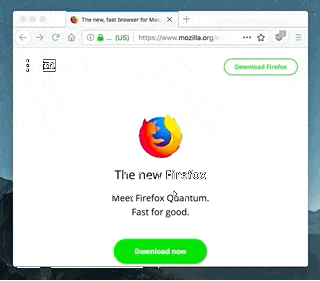 The new, fast browser for Mac
... (US) https://www.mozilla.org
Download Firefox
The new Firefox
Meet Firefox Quantum.
Fast for good.
Download now